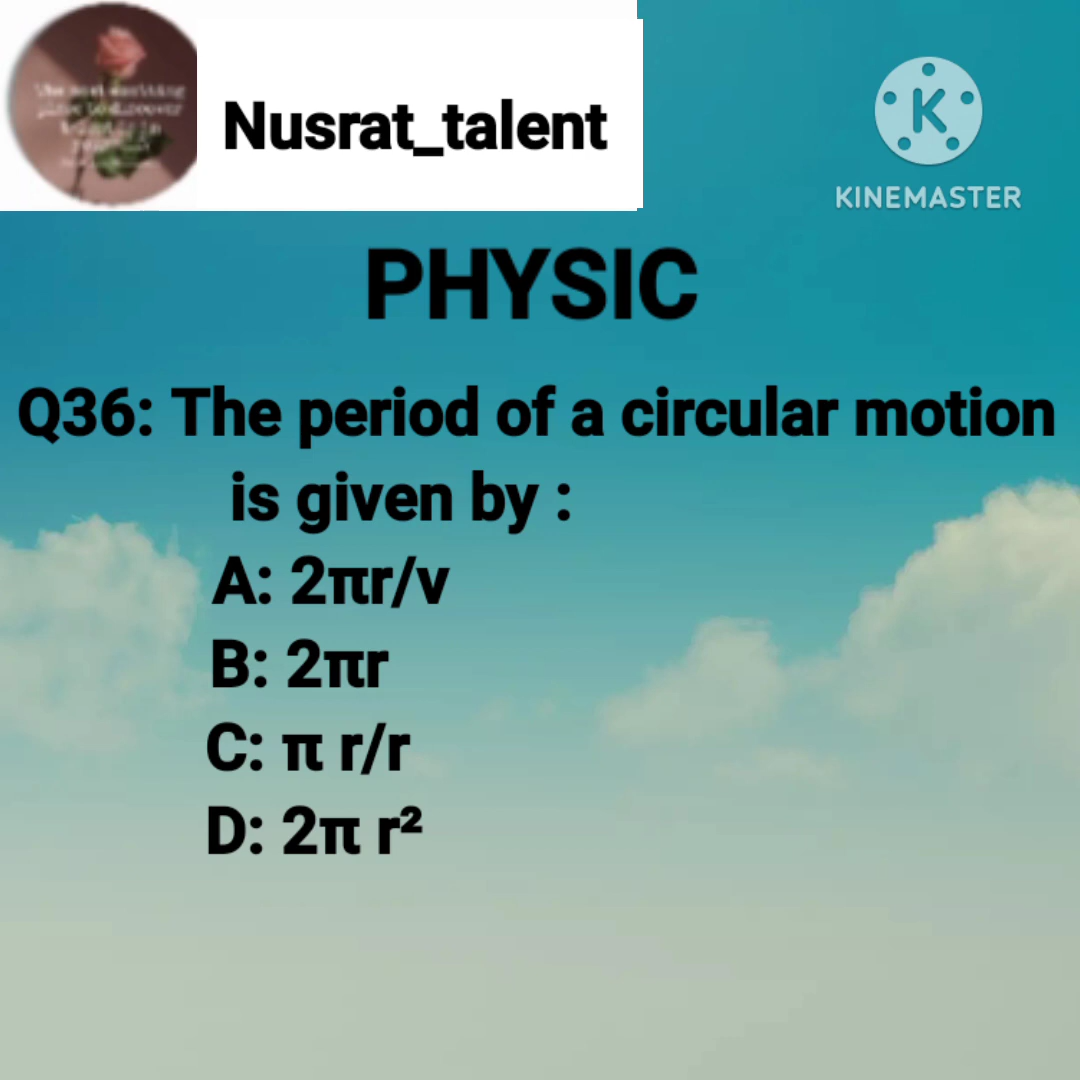 Nusrat_talent
KINEMASTER
PHYSIC
Q36: The period of a circular motion
is given by :
A: 2πr/v
B: 2πr
C: π r/r
D: 2π r²